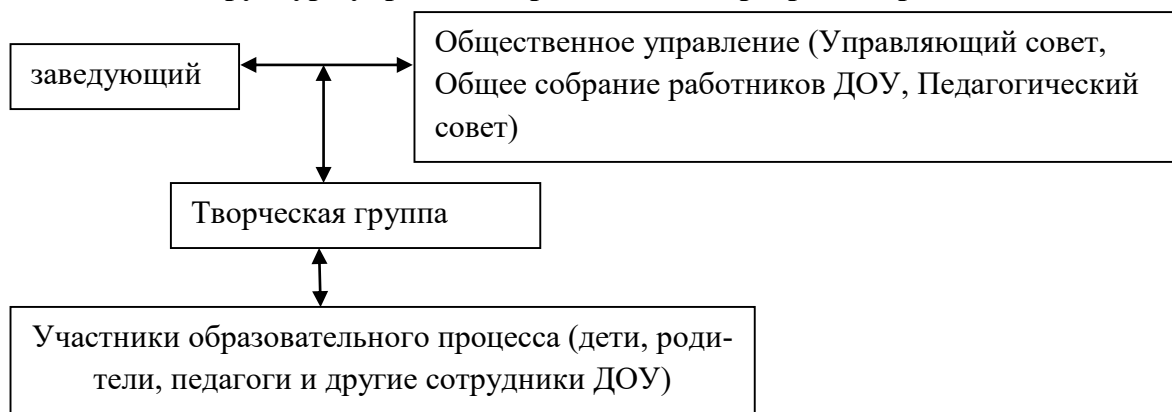 заведующий
Общественное управление (Управляющий совет,
Общее собрание работников ДОУ, Педагогический
совет)
Творческая группа
Участники образовательного процесса (дети, роди-
тели, педагоги и другие сотрудники ДОУ)